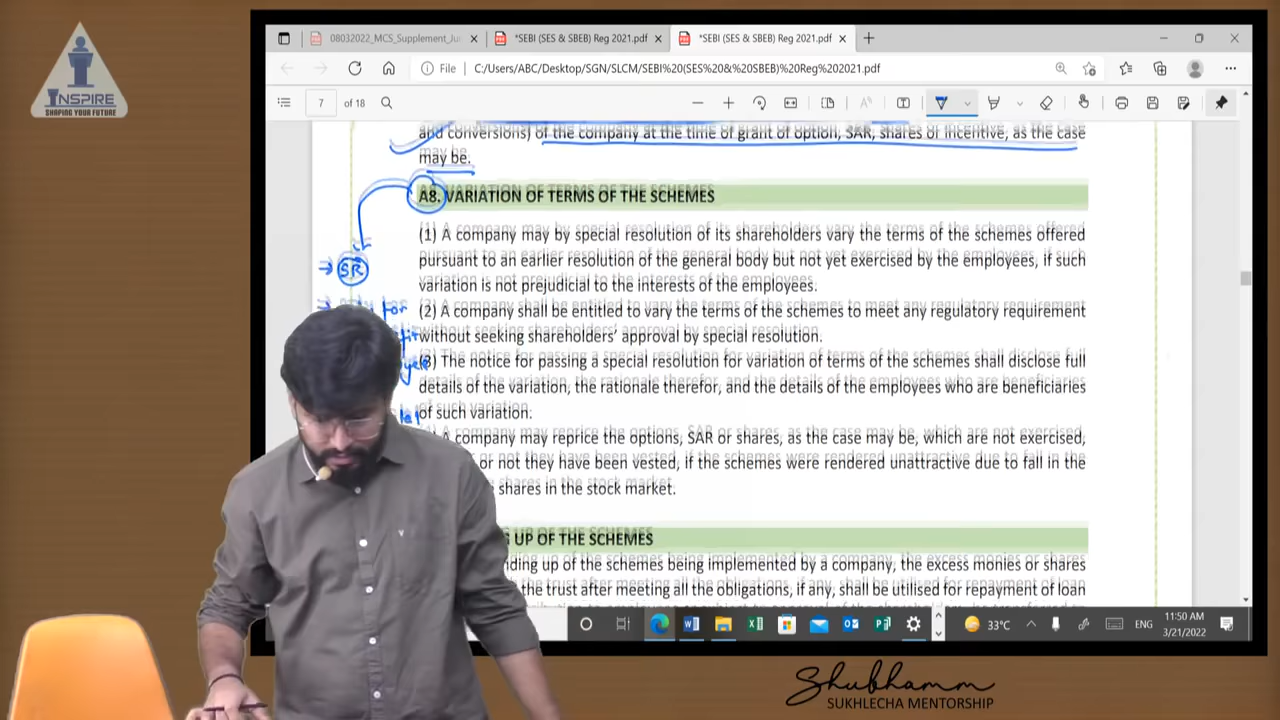 INSPIRE
SHAPING YOUR FUTURE
08032022_MCS_Supplement_Ju
*SEBI (SES & SBEB) Reg 2021.pdf
*SEBI (SES & SBEB) Reg 2021.pdf
File
C:/Users/ABC/Desktop/SGN/SLCM/SEBI%20(SES%20&%20SBEB)%20Reg%202021.pdf
7 of 18
and conversions) of the company at the time of grant of option, SAR, shares or incentive, as the case
may be.
A8. VARIATION OF TERMS OF THE SCHEMES
(1) A company may by special resolution of its shareholders vary the terms of the schemes offered
pursuant to an earlier resolution of the general body but not yet exercised by the employees, if such
variation is not prejudicial to the interests of the employees.
SR
for
(2) A company shall be entitled to vary the terms of the schemes to meet any regulatory requirement
without seeking shareholders' approval by special resolution.
(3) The notice for passing a special resolution for variation of terms of the schemes shall disclose full
details of the variation, the rationale therefor, and the details of the employees who are beneficiaries
of such variation.
A company may reprice the options, SAR or shares, as the case may be, which are not exercised,
or not they have been vested, if the schemes were rendered unattractive due to fall in the
shares in the stock market.
UP OF THE SCHEMES
up of the schemes being implemented by a company, the excess monies or shares
the trust after meeting all the obligations, if any, shall be utilised for repayment of loan
33°C
ENG
11:50 AM
3/21/2022
Shubhamm
SUKHLECHA MENTORSHIP